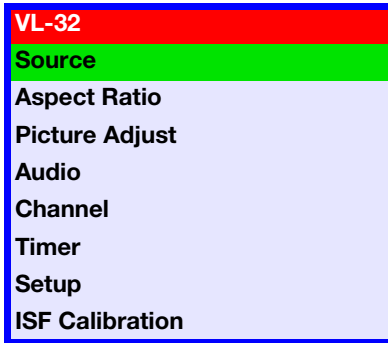 VL-32
Source
Aspect Ratio
Picture Adjust
Audio
Channel
Timer
Setup
ISF Calibration